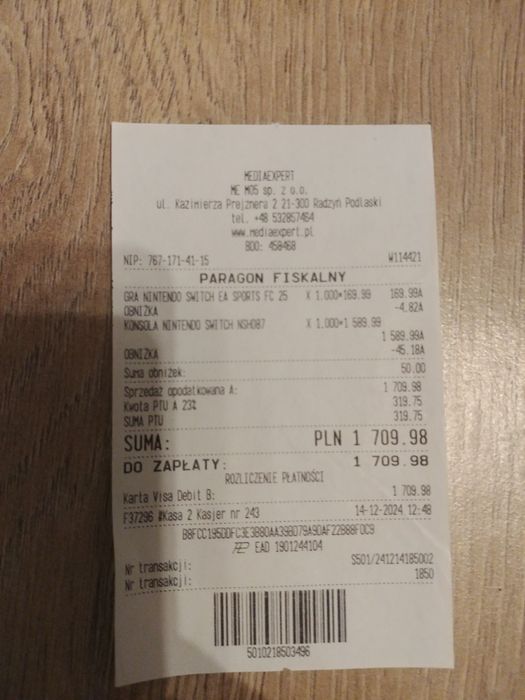 MEDIAEXPERT
ME M05 sp. z o.o.
ul. Kazimierza Prejznera 2 21-300 Radzyń Podlaski
tel. +48 532857464
www.mediaexpert.pl
BDO: 458468
NIP: 767-171-41-15 W114421
PARAGON FISKALNY
GRA NINTENDO SWITCH EA SPORTS FC 25 X 1.000*169.99 169.99A
OBNIŻKA -4.82A
KONSOLA NINTENDO SWITCH NSH087 X 1.000*1 589.99
1 589.99A
OBNIŻKA -45.18A
Suma obniżek: 50.00
Sprzedaż opodatkowana A: 1 709.98
Kwota PTU A 23% 319.75
SUMA PTU 319.75
SUMA: PLN 1 709.98
DO ZAPŁATY: 1 709.98
ROZLICZENIE PŁATNOŚCI
Karta Visa Debit B: 1 709.98
F37296 #Kasa 2 Kasjer nr 243 14-12-2024 12:48
EAD 1901244104
Nr transakcji: S501/241214185002
Nr transakcji: 1850
5010218503496